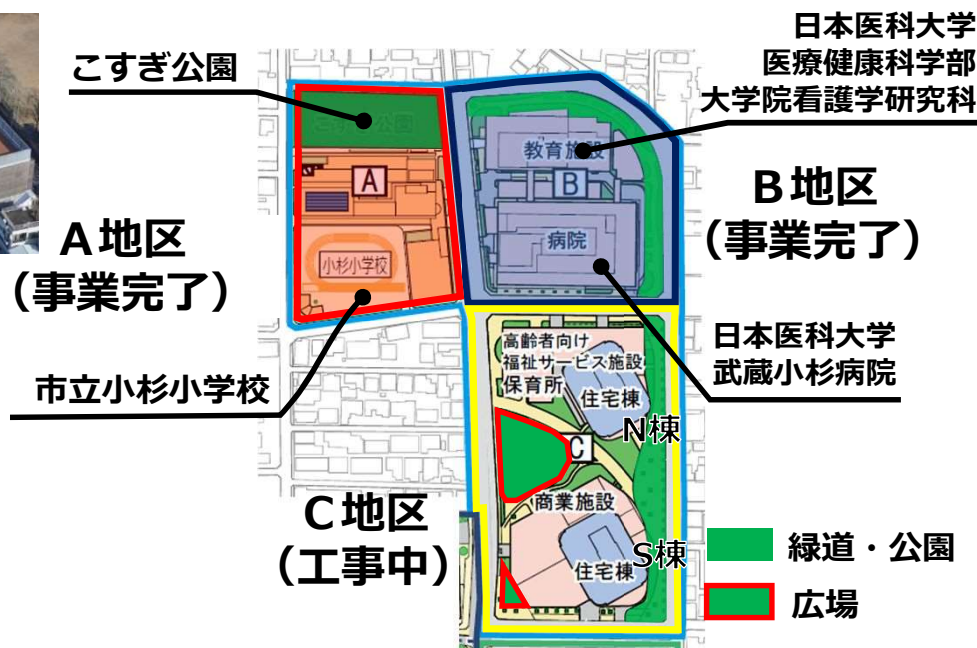 こすぎ公園
日本医科大学
医療健康科学部
大学院看護学研究科
こすぎ公園
教育施設
A
B
Ａ地区
（事業完了）
Ｂ地区
（事業完了）
病院
小杉小学校
市立小杉小学校
日本医科大学
武蔵小杉病院
高齢者向け
福祉サービス施設
保育所
住宅棟
N棟
C
商業施設
Ｃ地区
（工事中）
住宅棟
S棟
緑道・公園
広場